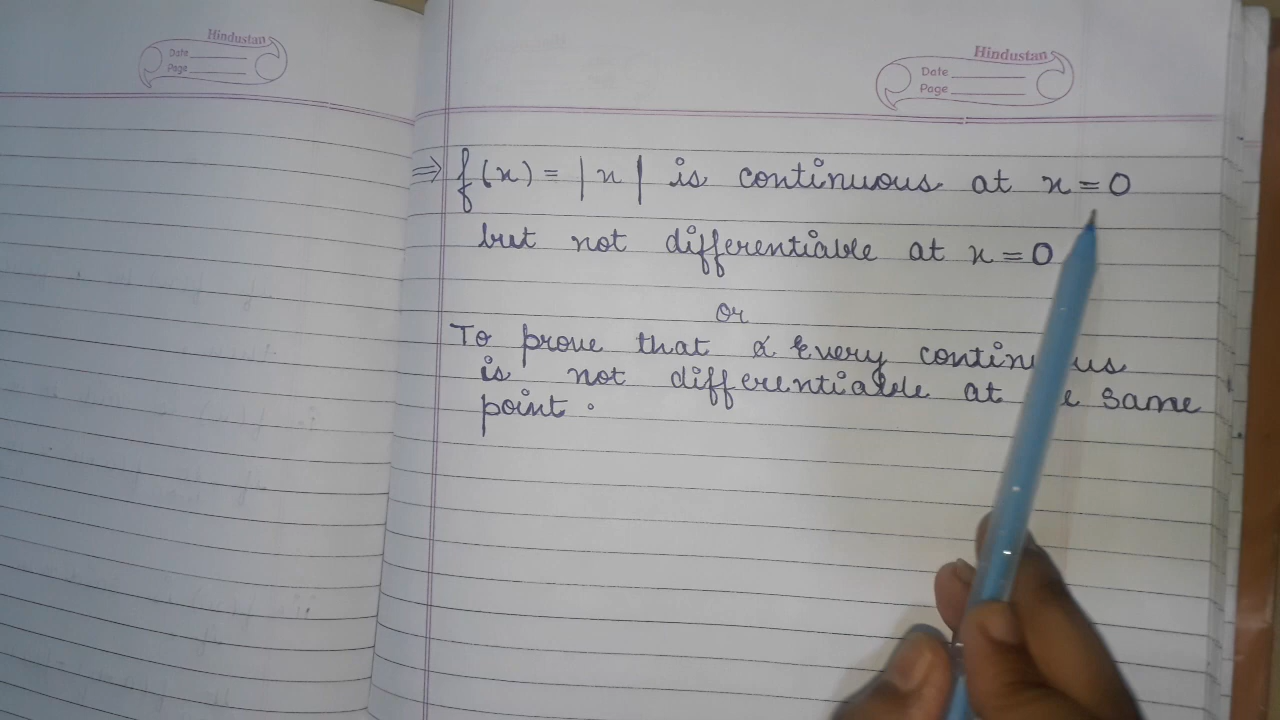 Hindustan
Date
Page
Hindustan
Date
Page
⇒ f(x) = |x| is continuous at x=0
but not differentiable at x=0
or
To prove that every contin us
is not differentiable at e same
point.